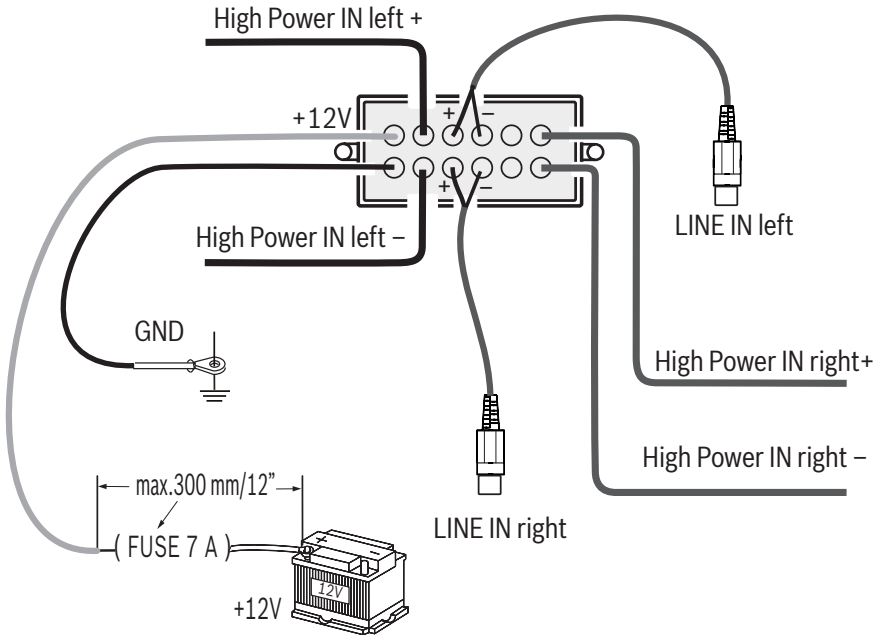 High Power IN left +
+12V
+ –
+ –
LINE IN left
High Power IN left –
GND
High Power IN right+
High Power IN right –
max.300 mm/12”
LINE IN right
( FUSE 7 A )
+ –
12V
+12V